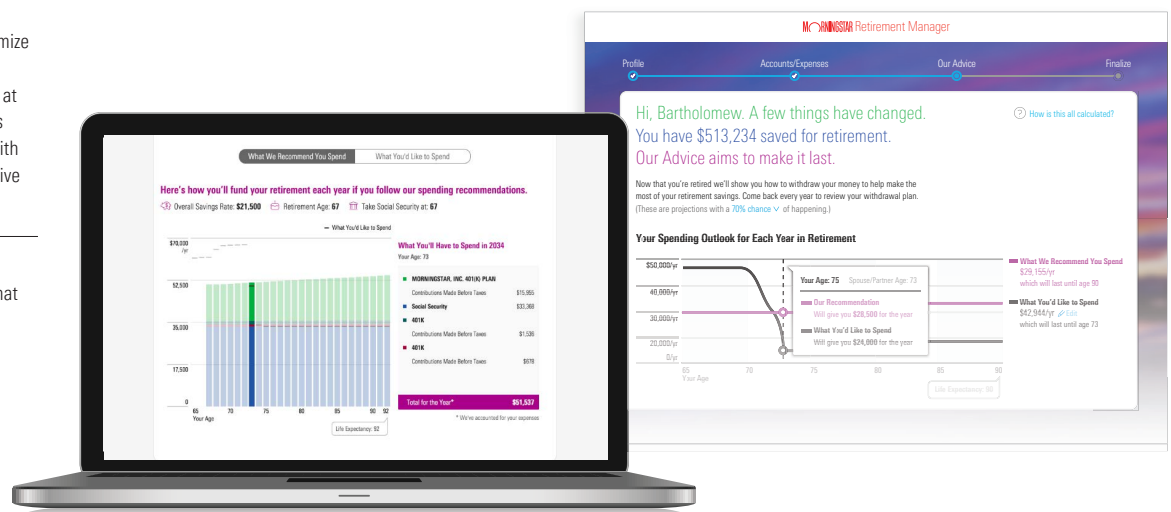 mize
at
s
ith
ive
hat
What We Recommend You Spend
What You'd Like to Spend
Here's how you'll fund your retirement each year if you follow our spending recommendations.
Overall Savings Rate: $21,500 Retirement Age: 67 Take Social Security at: 67
What You'd Like to Spend
$70,000
/yr
52,500
35,000
17,500
0
65 70 75 80 85 90 92
Your Age
Life Expectancy: 92
What You'll Have to Spend in 2034
Your Age: 73
MORNINGSTAR, INC. 401(K) PLAN
Contributions Made Before Taxes: $15,955
Social Security $33,368
401K
Contributions Made Before Taxes: $1,536
401K
Contributions Made Before Taxes: $678
Total for the Year* $51,537
* We've accounted for your expenses
MORNINGSTAR Retirement Manager
Profile Accounts/Expenses Our Advice Finalize
Hi, Bartholomew. A few things have changed.
You have $513,234 saved for retirement.
Our Advice aims to make it last.
? How is this all calculated?
Now that you're retired we'll show you how to withdraw your money to help make the
most of your retirement savings. Come back every year to review your withdrawal plan.
(These are projections with a 70% chance of happening.)
Your Spending Outlook for Each Year in Retirement
$50,000/yr
40,000/yr
30,000/yr
20,000/yr
0/yr
65 70 75 80 85 90
Your Age
Life Expectancy: 90
Your Age: 75 Spouse/Partner Age: 73
Our Recommendation
Will give you $28,500 for the year
What You'd Like to Spend
Will give you $24,000 for the year
What We Recommend You Spend
$29,155/yr
which will last until age 90
What You'd Like to Spend
$42,944/yr Edit
which will last until age 73